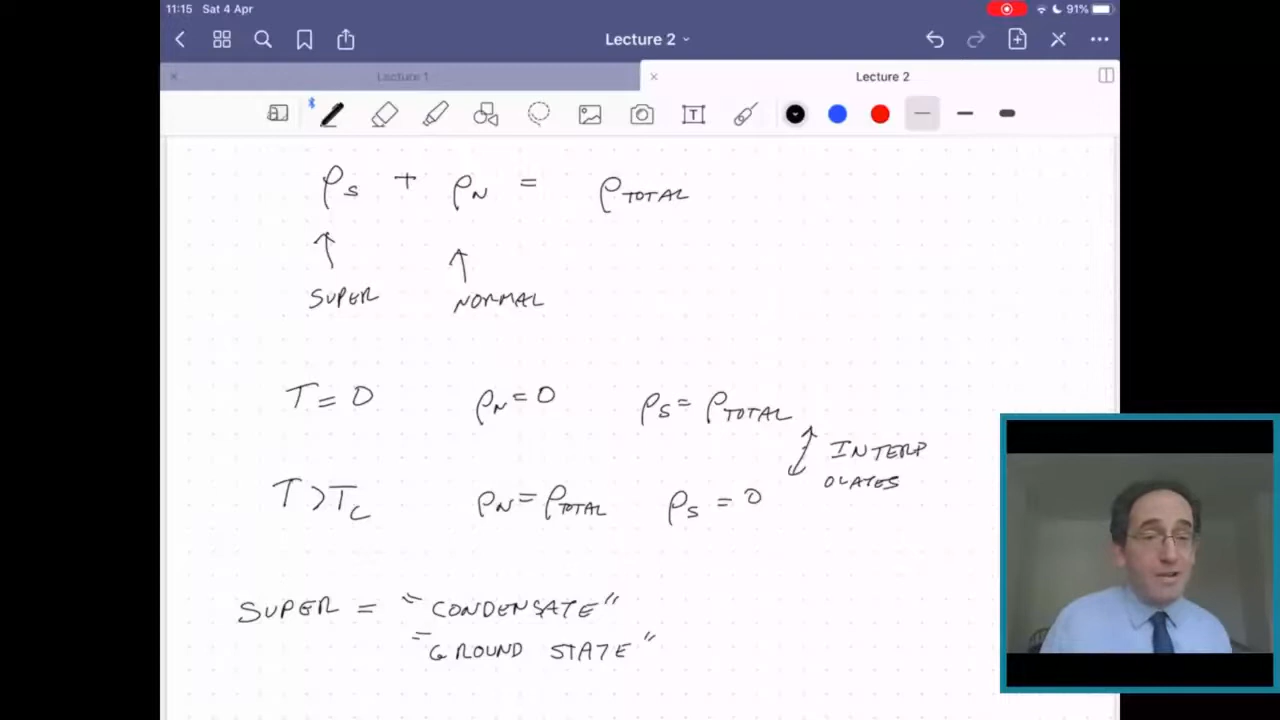 11:15 Sat 4 Apr 91%
Lecture 2
Lecture 1 Lecture 2
T
ρS + ρN = ρTOTAL
↑ ↑
SUPER NORMAL
T = 0 ρN = 0 ρS = ρTOTAL
INTERP
OLATES
T > TC ρN = ρTOTAL ρS = 0
SUPER = "CONDENSATE"
"GROUND STATE"